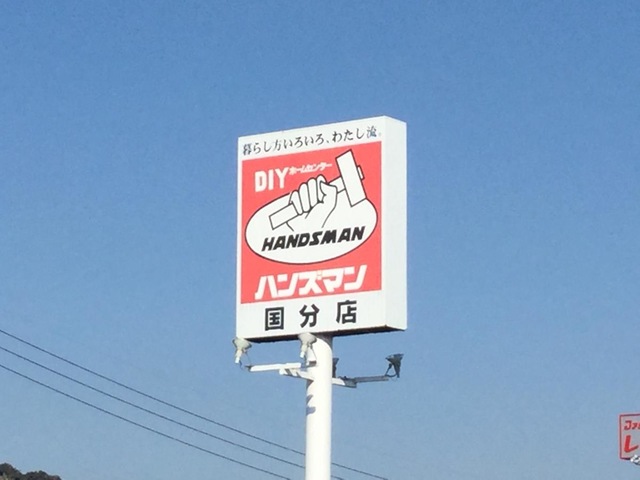 暮らし方いろいろ、わたし流。
DIY ホームセンター
HANDSMAN
ハンズマン
国分店